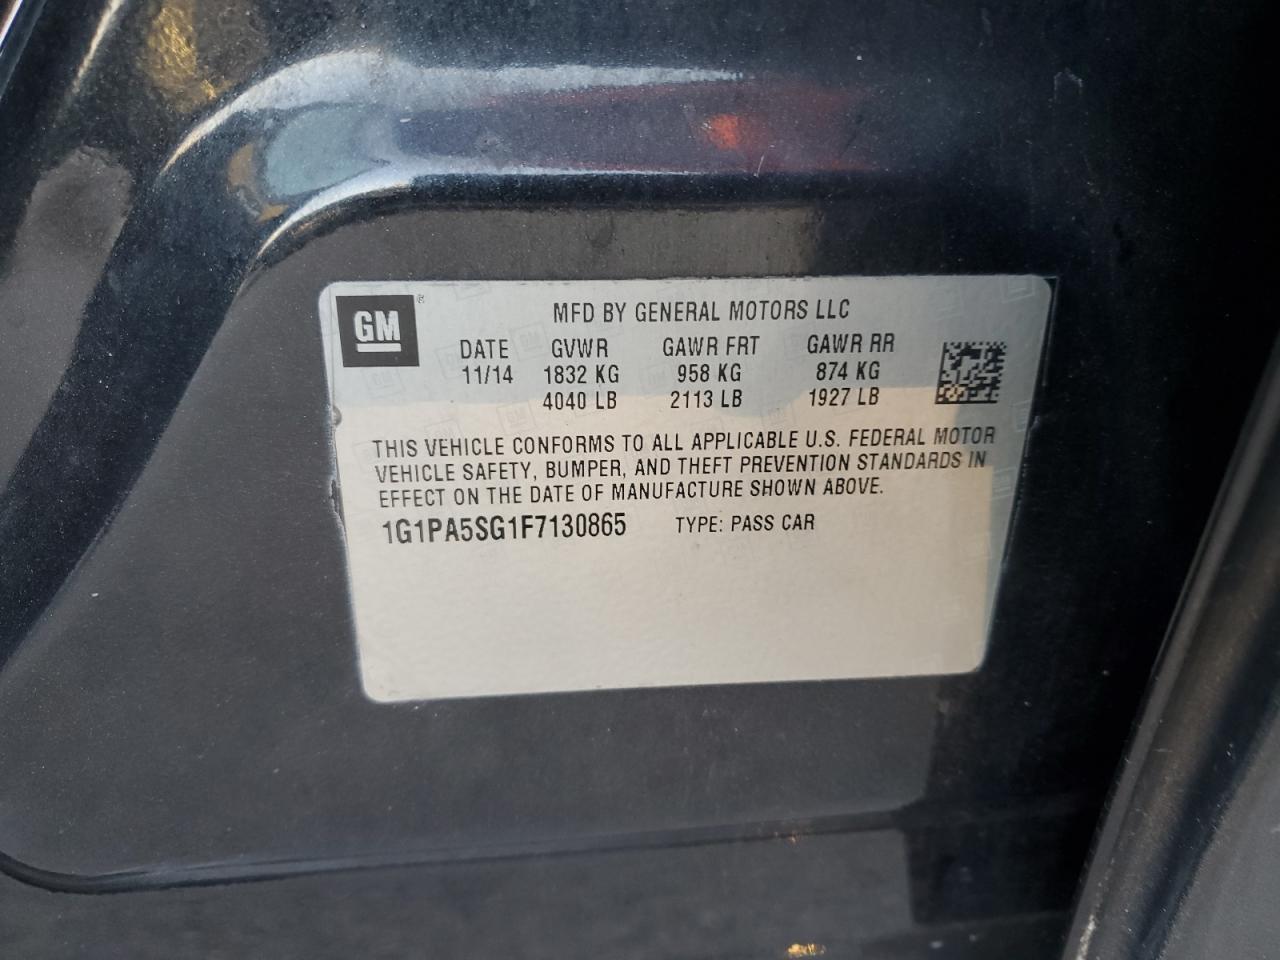 GM®
MFD BY GENERAL MOTORS LLC
DATE GVWR GAWR FRT GAWR RR
11/14 1832 KG 958 KG 874 KG
4040 LB 2113 LB 1927 LB
THIS VEHICLE CONFORMS TO ALL APPLICABLE U.S. FEDERAL MOTOR
VEHICLE SAFETY, BUMPER, AND THEFT PREVENTION STANDARDS IN
EFFECT ON THE DATE OF MANUFACTURE SHOWN ABOVE.
1G1PA5SG1F7130865 TYPE: PASS CAR